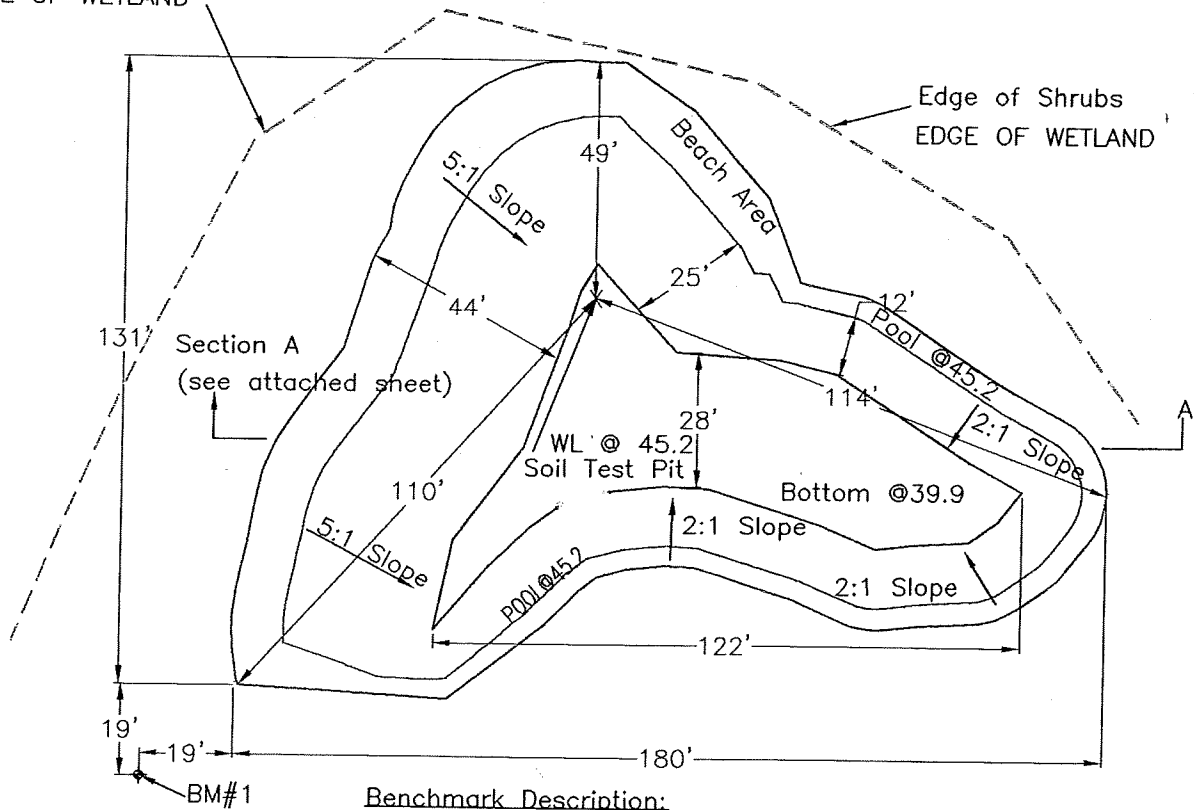 OF WETLAND
Edge of Shrubs
EDGE OF WETLAND
Beach Area
49'
5:1 Slope
25'
44'
12'
131'
Section A
(see attached sheet)
Pool @45.2
114'
A
28'
2:1 Slope
WL @ 45.2
Soil Test Pit
110'
Bottom @39.9
2:1 Slope
5:1 Slope
2:1 Slope
POOl@45.2
122'
19'
19'
180'
BM#1
Benchmark Description: